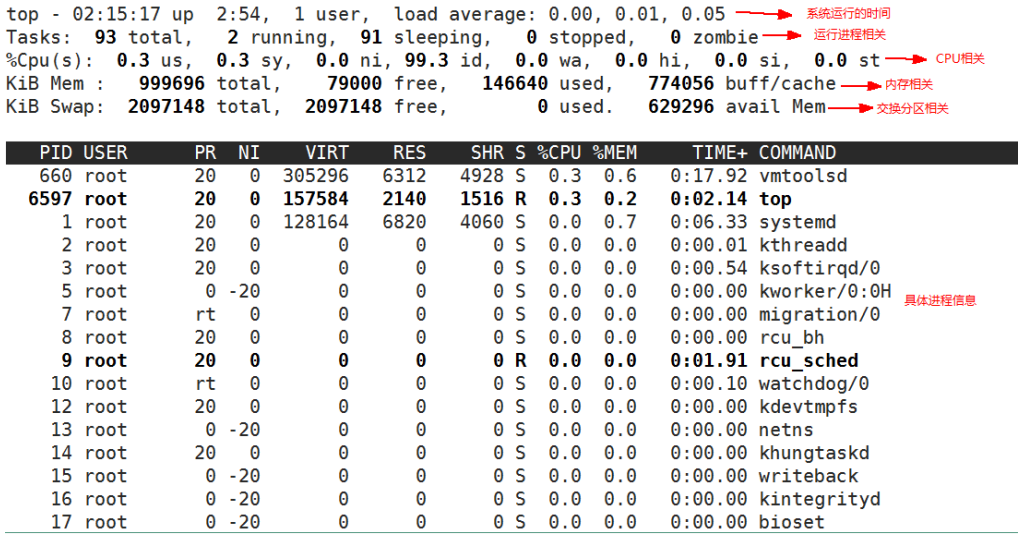 top - 02:15:17 up  2:54,  1 user,  load average: 0.00, 0.01, 0.05 系统运行的时间
Tasks:  93 total,   2 running,  91 sleeping,   0 stopped,   0 zombie 运行进程相关
%Cpu(s):  0.3 us,  0.3 sy,  0.0 ni, 99.3 id,  0.0 wa,  0.0 hi,  0.0 si,  0.0 st CPU相关
KiB Mem :   999696 total,    79000 free,   146640 used,   774056 buff/cache 内存相关
KiB Swap:  2097148 total,  2097148 free,        0 used.   629296 avail Mem 交换分区相关
PID USER PR NI VIRT RES SHR S %CPU %MEM TIME+ COMMAND
660 root 20 0 305296 6312 4928 S 0.3 0.6 0:17.92 vmtoolsd
6597 root 20 0 157584 2140 1516 R 0.3 0.2 0:02.14 top
1 root 20 0 128164 6820 4060 S 0.0 0.7 0:06.33 systemd
2 root 20 0 0 0 0 S 0.0 0.0 0:00.01 kthreadd
3 root 20 0 0 0 0 S 0.0 0.0 0:00.54 ksoftirqd/0
5 root 0 -20 0 0 0 S 0.0 0.0 0:00.00 kworker/0:0H
具体进程信息
7 root rt 0 0 0 0 S 0.0 0.0 0:00.00 migration/0
8 root 20 0 0 0 0 S 0.0 0.0 0:00.00 rcu_bh
9 root 20 0 0 0 0 R 0.0 0.0 0:01.91 rcu_sched
10 root rt 0 0 0 0 S 0.0 0.0 0:00.10 watchdog/0
12 root 20 0 0 0 0 S 0.0 0.0 0:00.00 kdevtmpfs
13 root 0 -20 0 0 0 S 0.0 0.0 0:00.00 netns
14 root 20 0 0 0 0 S 0.0 0.0 0:00.00 khungtaskd
15 root 0 -20 0 0 0 S 0.0 0.0 0:00.00 writeback
16 root 0 -20 0 0 0 S 0.0 0.0 0:00.00 kintegrityd
17 root 0 -20 0 0 0 S 0.0 0.0 0:00.00 bioset